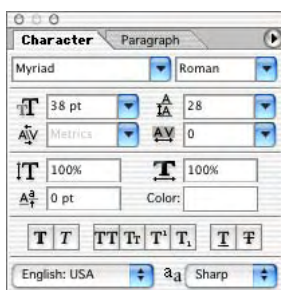 Character Paragraph
Myriad Roman
38 pt 28
Metrics 0
100% 100%
0 pt Color:
T T TT Tt T¹ T₁ T T
English: USA aa Sharp